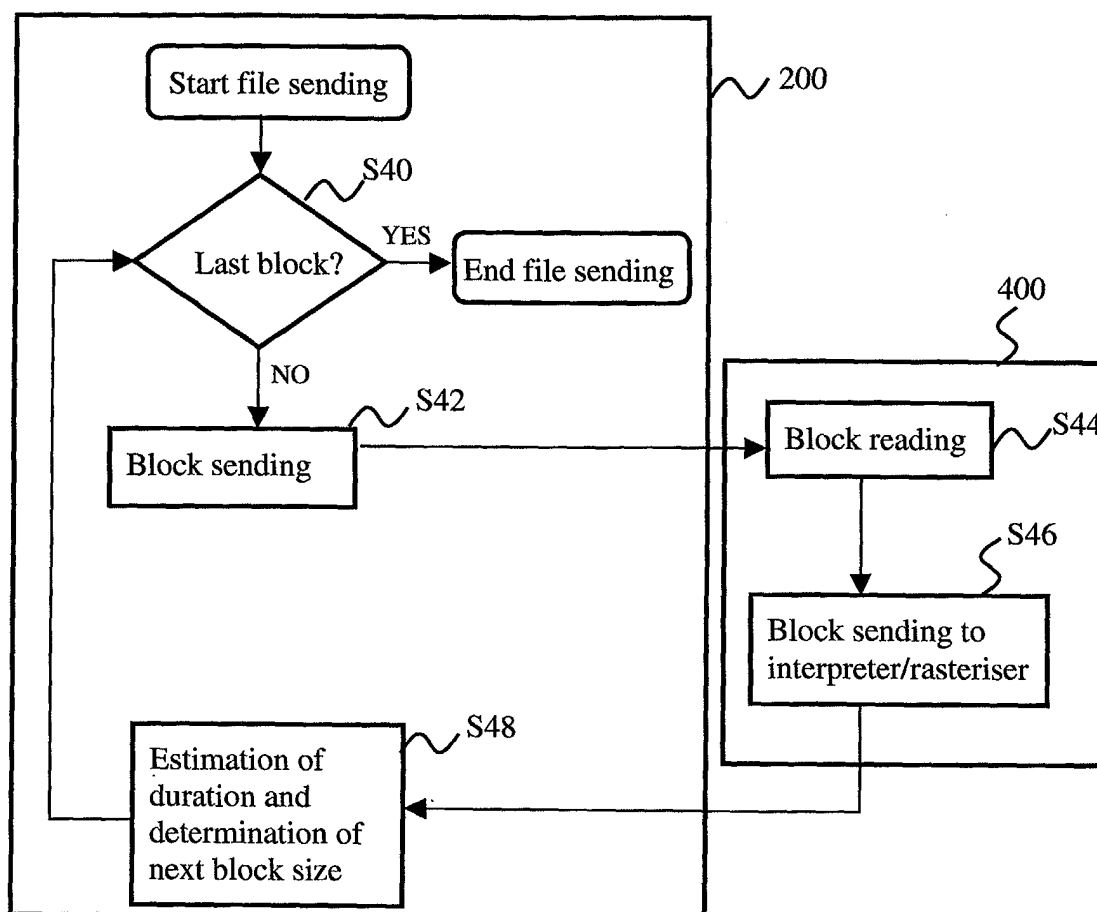 Start file sending
200
S40
YES
Last block?
End file sending
400
NO
S42
Block sending
Block reading
S44
S46
Block sending to
interpreter/rasteriser
S48
Estimation of
duration and
determination of
next block size